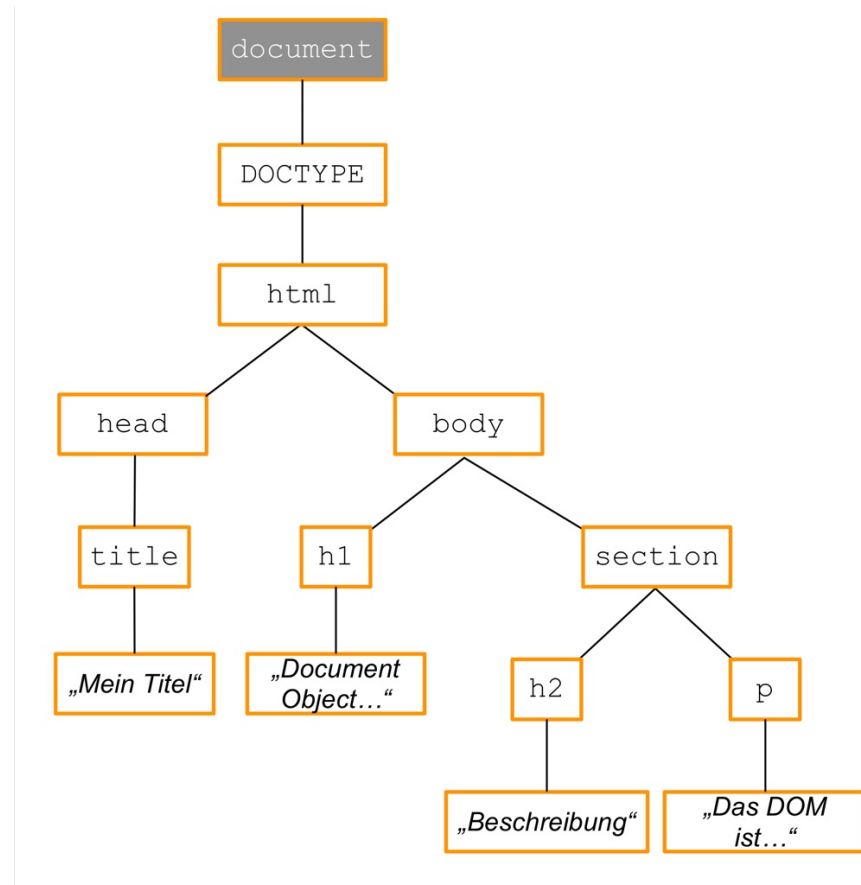 document
DOCTYPE
html
head
body
title
h1
section
„Mein Titel“
„Document
Object…“
h2
p
„Beschreibung“
„Das DOM
ist…“